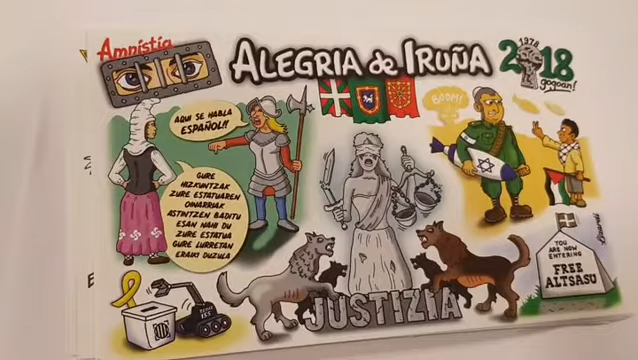 Amnistia
ALEGRIA de IRUÑA
1978
2018
gogoan!
AQUI SE HABLA
ESPAÑOL!!
BOOM!
GURE
HIZKUNTZAK
ZURE ESTATUAREN
OINARRIAK
ASTINTZEN BADITU
ESAN NAHI DU
ZURE ESTATUA
GURE LURRETAN
ERAIKI DUZULA
YOU ARE NOW
ENTERING
FREE
ALTSASU
JUSTIZIA